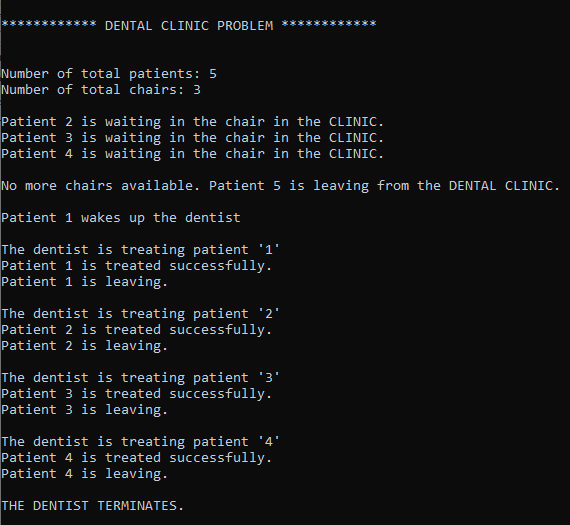 ************ DENTAL CLINIC PROBLEM ************
Number of total patients: 5
Number of total chairs: 3
Patient 2 is waiting in the chair in the CLINIC.
Patient 3 is waiting in the chair in the CLINIC.
Patient 4 is waiting in the chair in the CLINIC.
No more chairs available. Patient 5 is leaving from the DENTAL CLINIC.
Patient 1 wakes up the dentist
The dentist is treating patient '1'
Patient 1 is treated successfully.
Patient 1 is leaving.
The dentist is treating patient '2'
Patient 2 is treated successfully.
Patient 2 is leaving.
The dentist is treating patient '3'
Patient 3 is treated successfully.
Patient 3 is leaving.
The dentist is treating patient '4'
Patient 4 is treated successfully.
Patient 4 is leaving.
THE DENTIST TERMINATES.